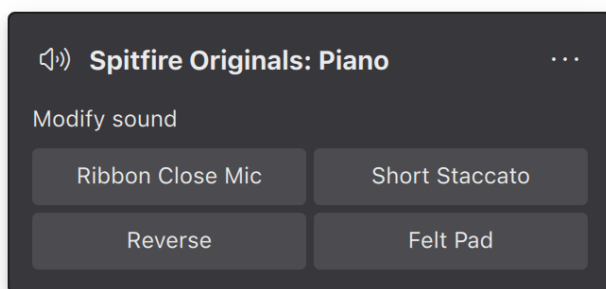 Spitfire Originals: Piano
Modify sound
Ribbon Close Mic
Short Staccato
Reverse
Felt Pad